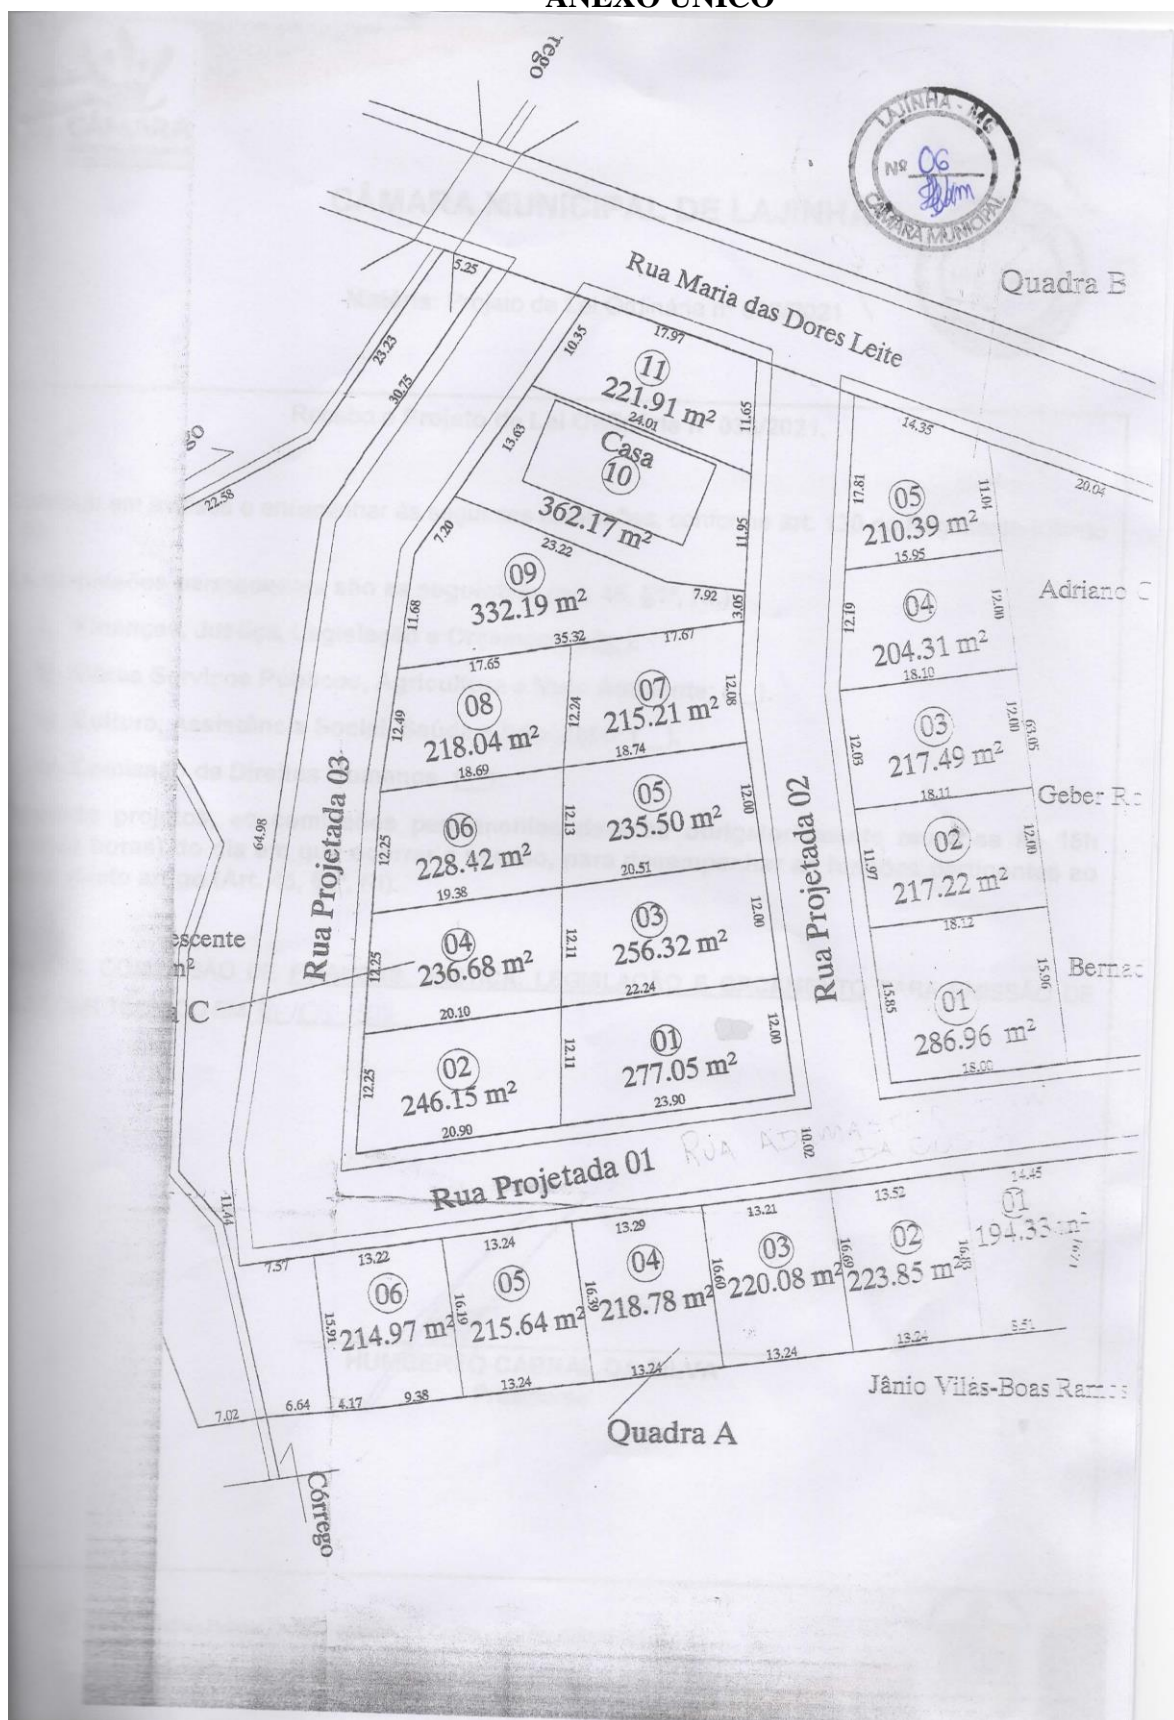 ANEXO ÚNICO
rego
LAJINHA - MG
Nº 06
CÂMARA MUNICIPAL
Quadra B
Rua Maria das Dores Leite
5.25
23.23
30.75
22.58
go
10.35
17.97
11
221.91 m²
11.65
24.01
13.63
Casa
10
362.17 m²
11.95
7.20
23.22
7.92
3.05
09
332.19 m²
11.68
35.32
17.65
17.67
08
218.04 m²
12.49
12.24
18.69
07
215.21 m²
12.08
18.74
06
228.42 m²
12.25
12.13
19.38
05
235.50 m²
12.00
20.51
04
236.68 m²
12.25
12.11
20.10
03
256.32 m²
12.00
22.24
02
246.15 m²
12.25
12.11
20.90
01
277.05 m²
12.00
23.90
Rua Projetada 03
64.98
escente
m²
C
Rua Projetada 02
14.35
20.04
17.81
05
210.39 m²
11.04
15.95
12.19
04
204.31 m²
12.00
18.10
12.03
03
217.49 m²
12.00
63.05
18.11
11.97
02
217.22 m²
12.00
18.12
15.85
01
286.96 m²
15.96
18.00
Adriano C
Geber Ro
Bernac
10.02
RUA
Rua Projetada 01
11.44
7.57
13.22
06
214.97 m²
15.91
13.24
05
215.64 m²
16.19
13.29
04
218.78 m²
16.39
13.21
03
220.08 m²
16.60
13.52
02
223.85 m²
16.69
14.45
01
194.33 m²
7.02
6.64
4.17
9.38
13.24
13.24
13.24
13.24
8.51
Jânio Vilas-Boas Ramos
Quadra A
Córrego